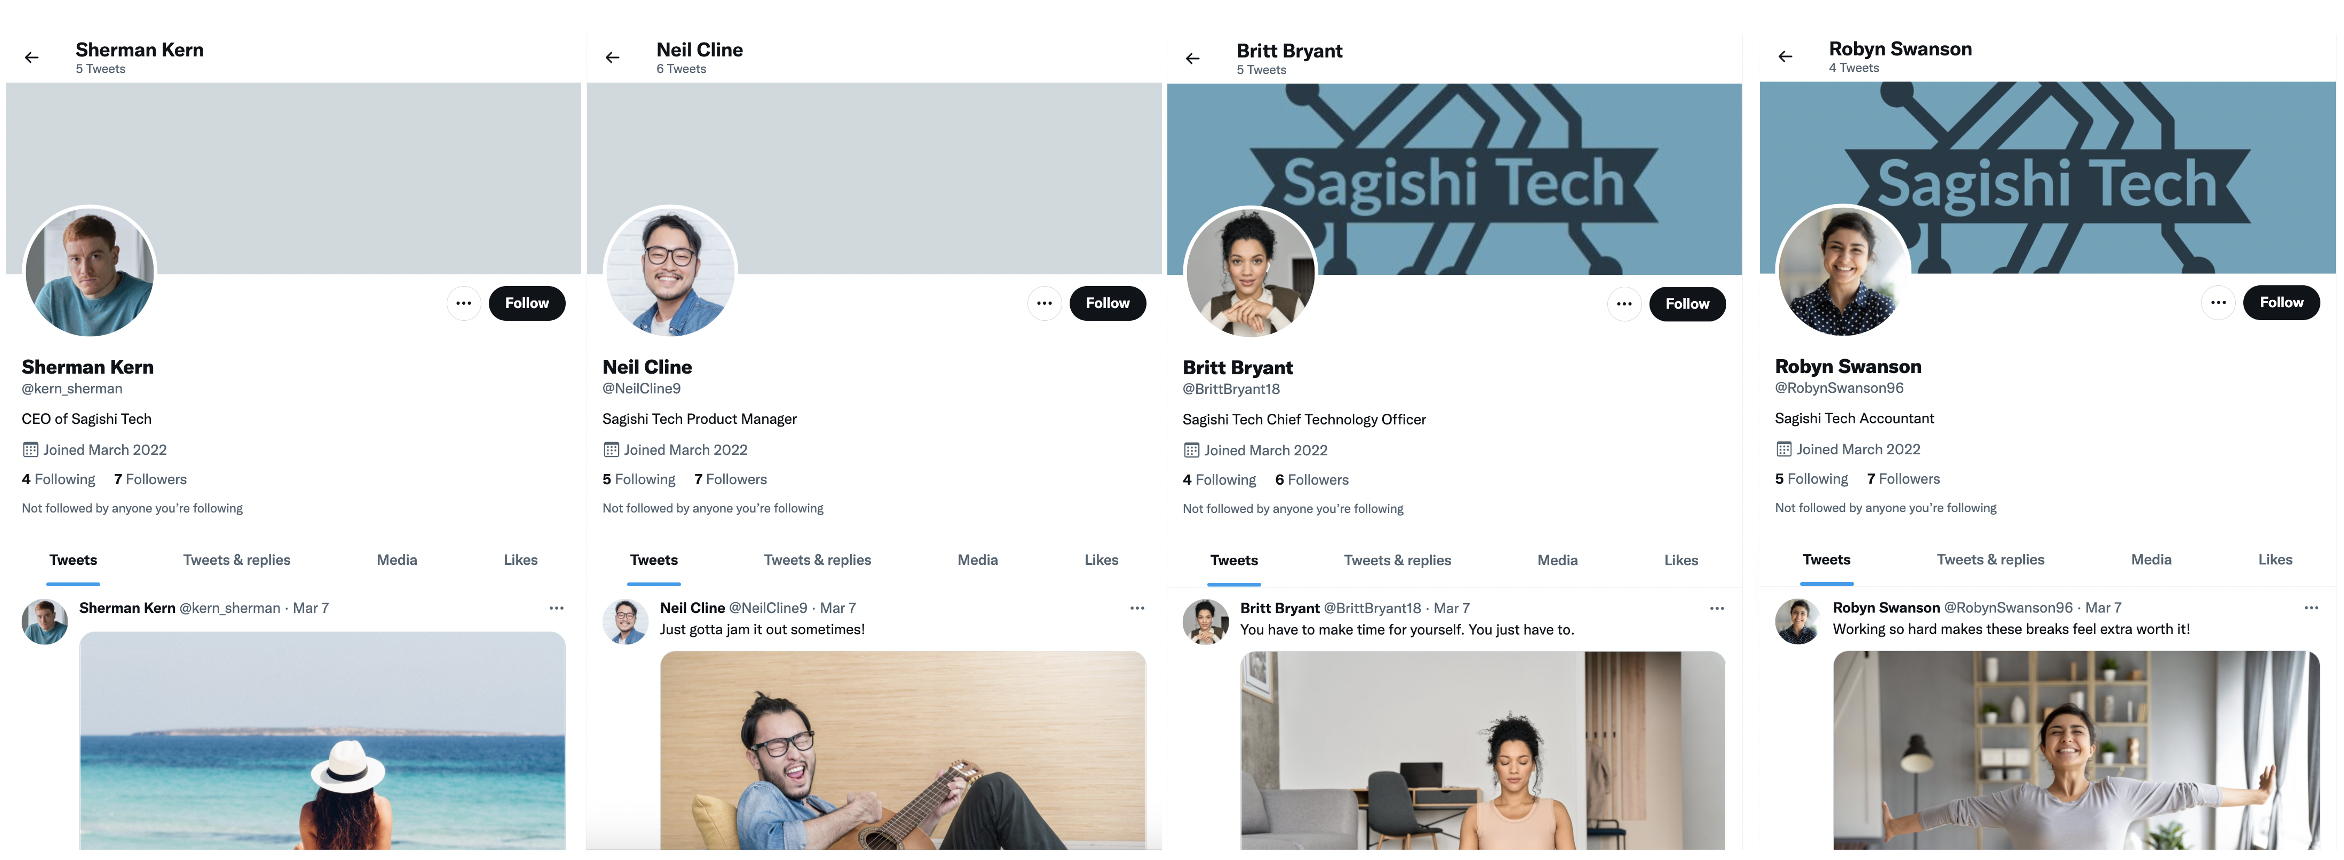 Sherman Kern
5 Tweets
Follow
Sherman Kern
@kern_sherman
CEO of Sagishi Tech
Joined March 2022
4 Following 7 Followers
Not followed by anyone you're following
Tweets Tweets & replies Media Likes
Sherman Kern @kern_sherman · Mar 7
Neil Cline
6 Tweets
Follow
Neil Cline
@NeilCline9
Sagishi Tech Product Manager
Joined March 2022
5 Following 7 Followers
Not followed by anyone you're following
Tweets Tweets & replies Media Likes
Neil Cline @NeilCline9 · Mar 7
Just gotta jam it out sometimes!
Britt Bryant
5 Tweets
Sagishi Tech
Follow
Britt Bryant
@BrittBryant18
Sagishi Tech Chief Technology Officer
Joined March 2022
4 Following 6 Followers
Not followed by anyone you're following
Tweets Tweets & replies Media Likes
Britt Bryant @BrittBryant18 · Mar 7
You have to make time for yourself. You just have to.
Robyn Swanson
4 Tweets
Sagishi Tech
Follow
Robyn Swanson
@RobynSwanson96
Sagishi Tech Accountant
Joined March 2022
5 Following 7 Followers
Not followed by anyone you're following
Tweets Tweets & replies Media Likes
Robyn Swanson @RobynSwanson96 · Mar 7
Working so hard makes these breaks feel extra worth it!